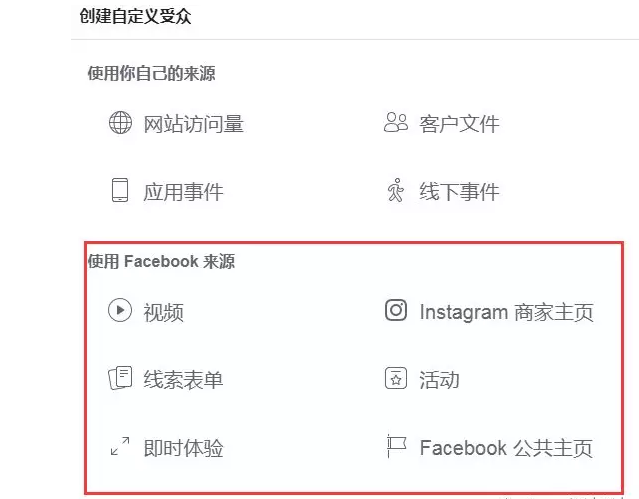 创建自定义受众
使用你自己的来源
网站访问量 客户文件
应用事件 线下事件
使用 Facebook 来源
视频 Instagram 商家主页
线索表单 活动
即时体验 Facebook 公共主页